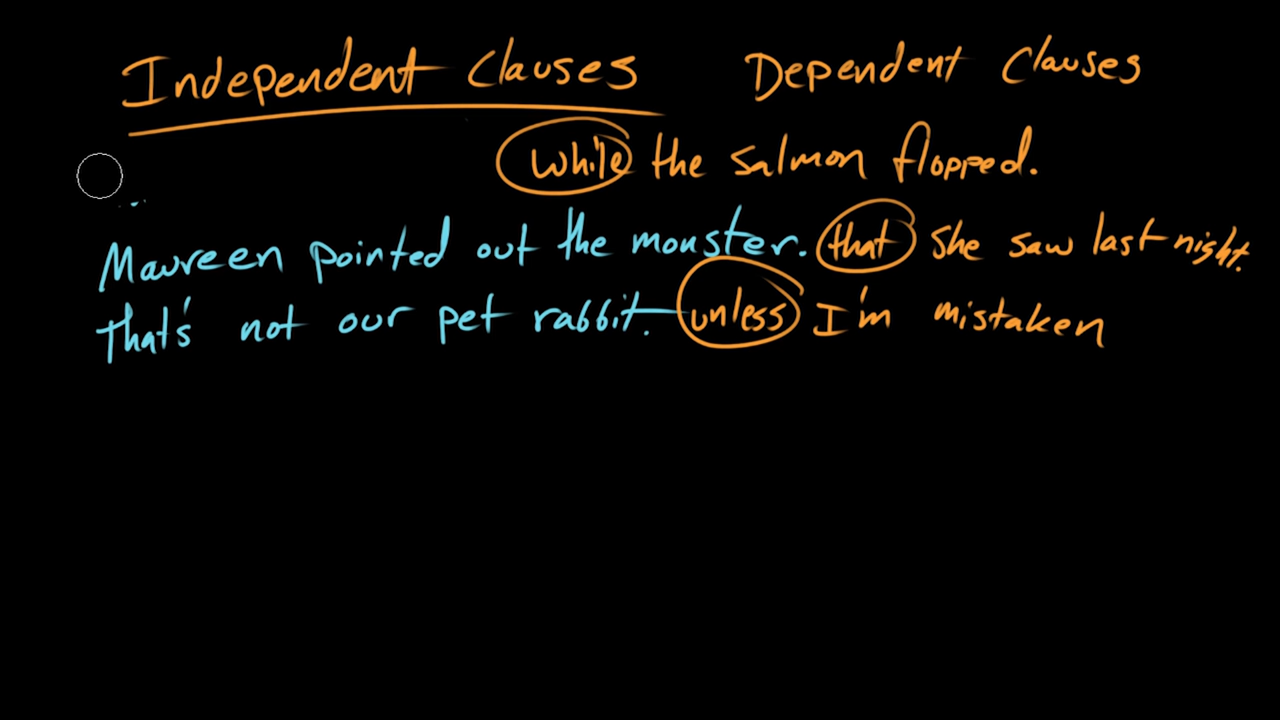 Independent Clauses Dependent Clauses
while the salmon flopped.
Maureen pointed out the monster. that she saw last night.
That's not our pet rabbit. unless I'm mistaken